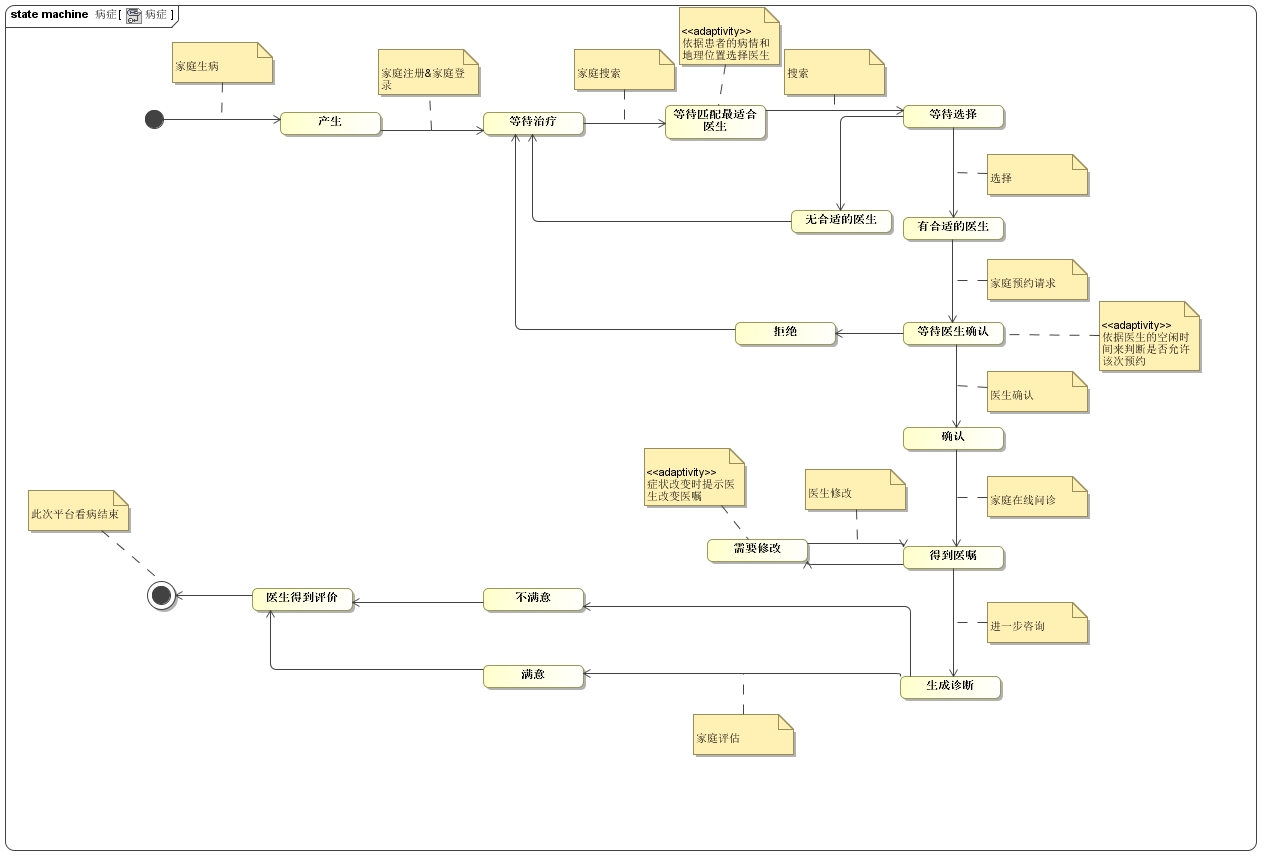 state machine 病症[ 病症 ]
家庭生病
家庭注册&家庭登
录
家庭搜索
<<adaptivity>>
依据患者的病情和
地理位置选择医生
搜索
产生
等待治疗
等待匹配最适合
医生
等待选择
选择
无合适的医生
有合适的医生
家庭预约请求
拒绝
等待医生确认
<<adaptivity>>
依据医生的空闲时
间来判断是否允许
该次预约
医生确认
确认
<<adaptivity>>
症状改变时提示医
生改变医嘱
医生修改
家庭在线问诊
此次平台看病结束
需要修改
得到医嘱
医生得到评价
不满意
进一步咨询
满意
生成诊断
家庭评估